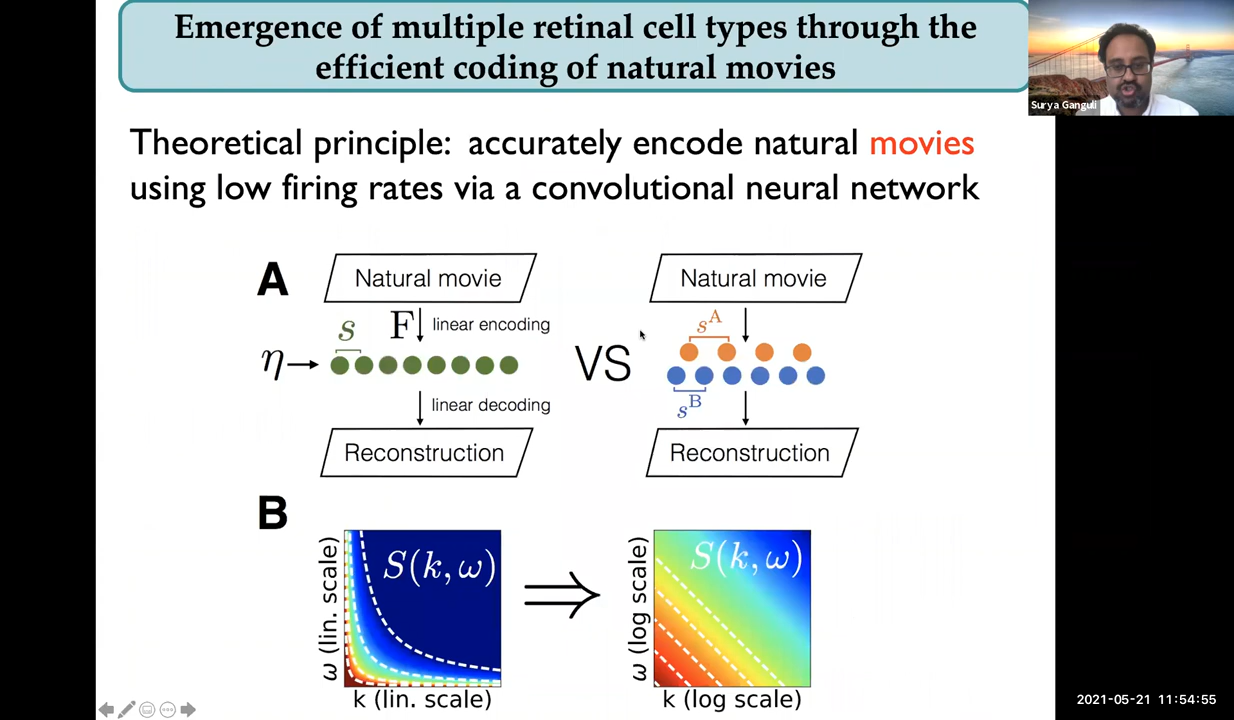 Emergence of multiple retinal cell types through the
efficient coding of natural movies
Surya Ganguli
Theoretical principle: accurately encode natural movies
using low firing rates via a convolutional neural network
A
Natural movie
s
F
linear encoding
η
linear decoding
Reconstruction
VS
Natural movie
s^A
s^B
Reconstruction
B
S(k, ω)
ω (lin. scale)
k (lin. scale)
S(k, ω)
ω (log scale)
k (log scale)
2021-05-21 11:54:55